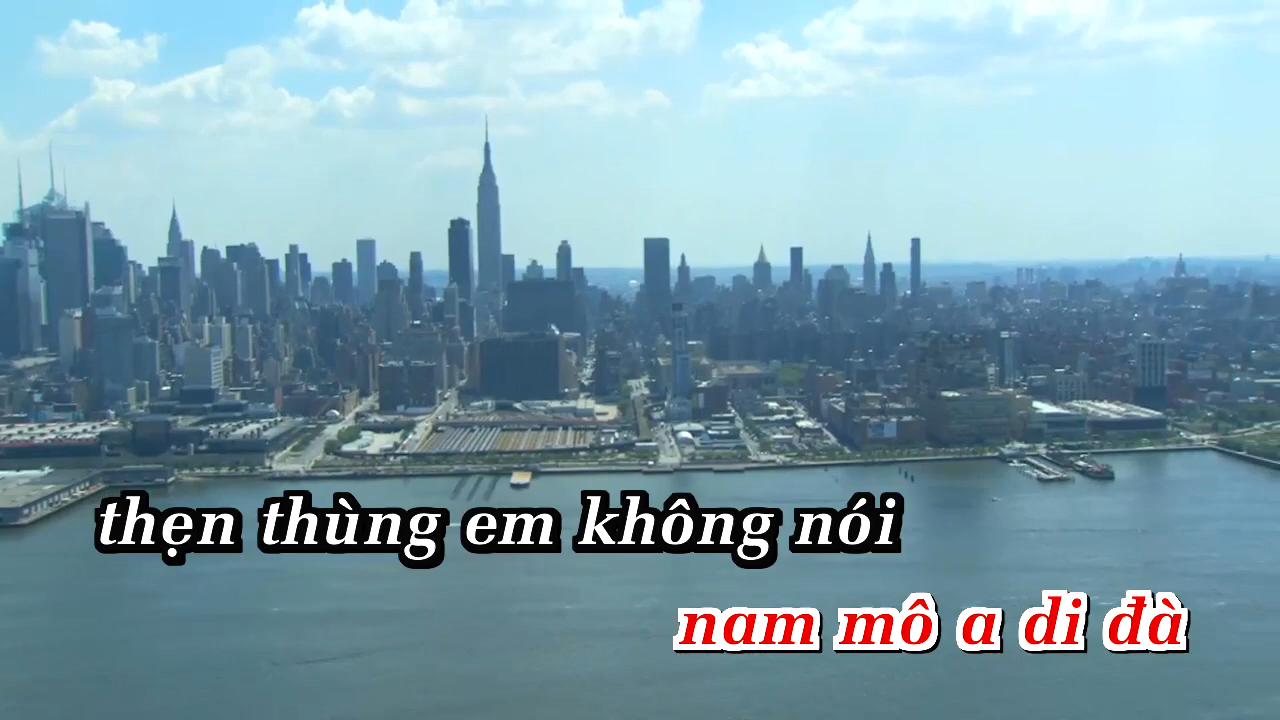 thẹn thùng em không nói
nam mô a di đà